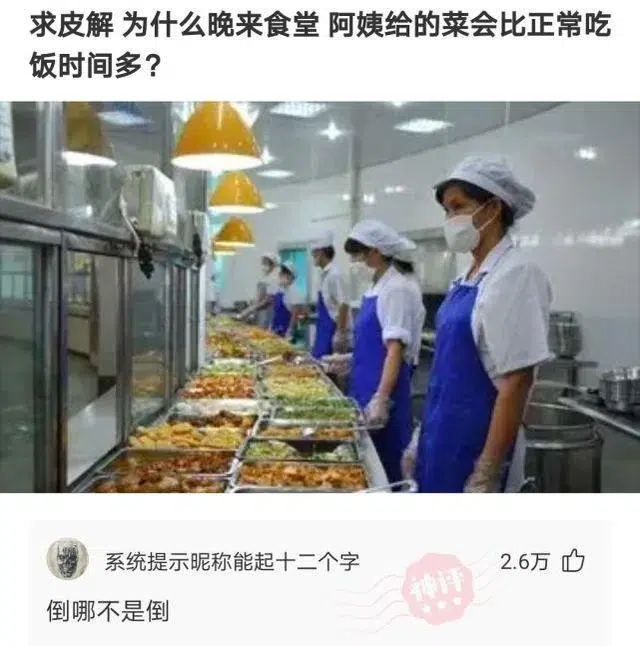 求皮解 为什么晚来食堂 阿姨给的菜会比正常吃
饭时间多?
系统提示昵称能起十二个字
2.6万
神评
倒哪不是倒